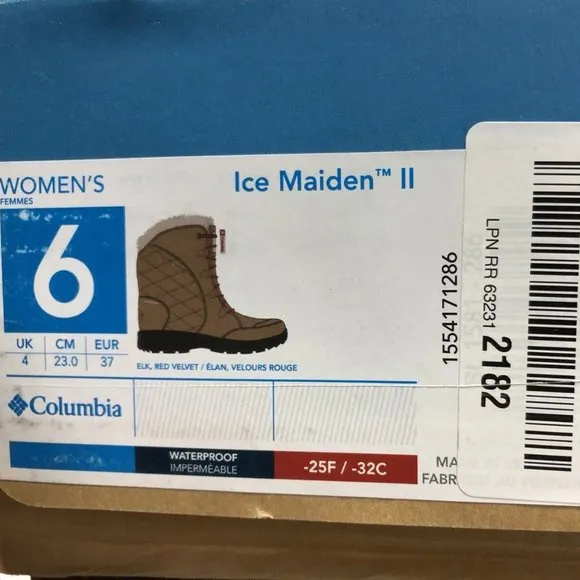 WOMEN'S
FEMMES
Ice Maiden™ II
6
UK CM EUR
4 23.0 37
ELK, RED VELVET / ÉLAN, VELOURS ROUGE
Columbia
WATERPROOF
IMPERMÉABLE
-25F / -32C
MA
FABR
1554171286
LPN RR 63231 2182